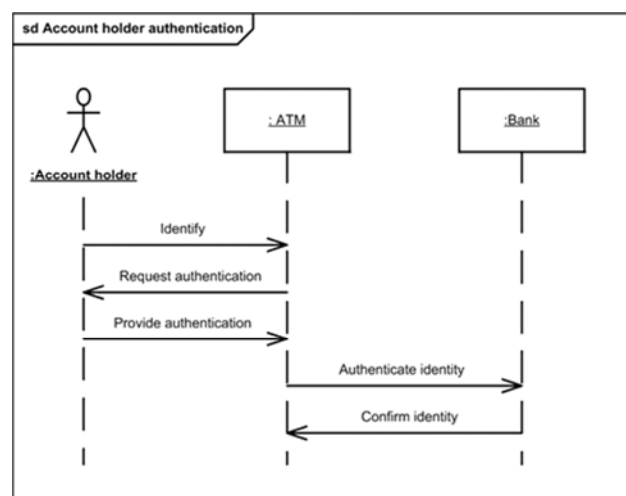 sd Account holder authentication
: ATM
:Bank
:Account holder
Identify
Request authentication
Provide authentication
Authenticate identity
Confirm identity